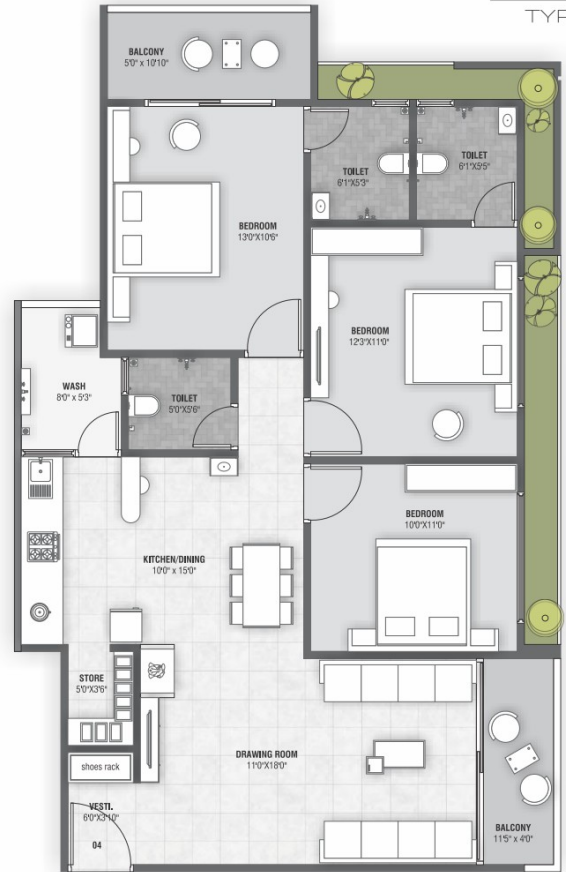 TYP
BALCONY
5'0" x 10'10"
TOILET
6'1"X5'3"
TOILET
6'1"X5'5"
BEDROOM
13'0"X10'6"
BEDROOM
12'3"X11'0"
WASH
8'0" x 5'3"
TOILET
5'0"X5'6"
BEDROOM
10'0"X11'0"
KITCHEN/DINING
10'0" x 15'0"
STORE
5'0"X3'6"
shoes rack
DRAWING ROOM
11'0"X18'0"
VESTI.
6'0"X3'10"
04
BALCONY
11'5" x 4'0"